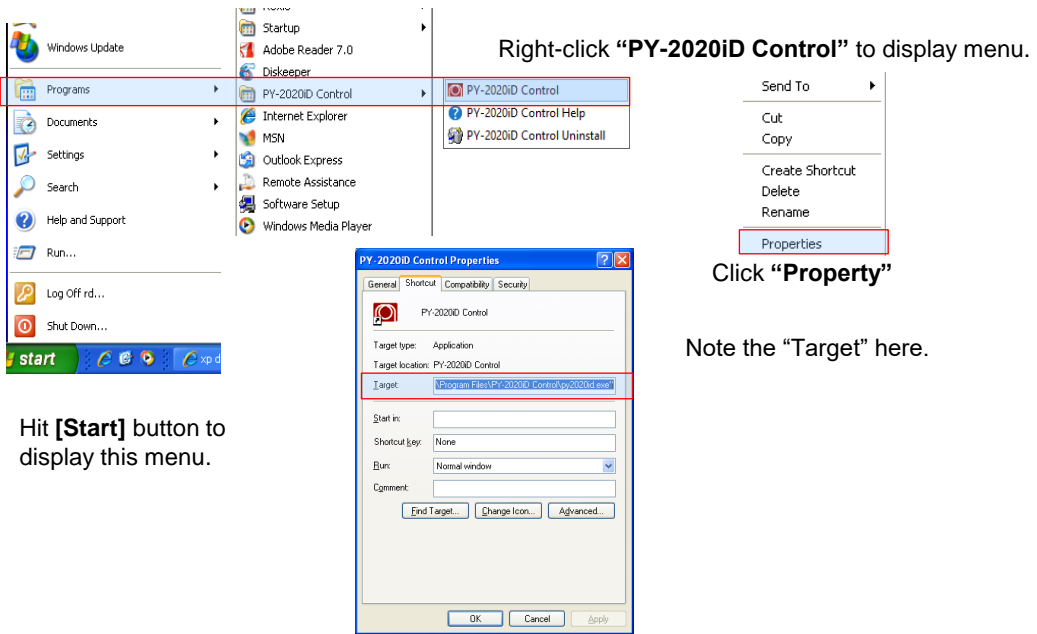 Startup
Windows Update
Adobe Reader 7.0
Right-click “PY-2020iD Control” to display menu.
Diskeeper
Programs
PY-2020iD Control
PY-2020iD Control
Send To
Documents
Internet Explorer
PY-2020iD Control Help
Cut
MSN
PY-2020iD Control Uninstall
Copy
Settings
Outlook Express
Create Shortcut
Search
Remote Assistance
Delete
Software Setup
Rename
Help and Support
Windows Media Player
Properties
Run...
Click “Property”
Log Off rd...
Shut Down...
start
xp d
PY-2020iD Control Properties
General
Shortcut
Compatibility
Security
PY-2020iD Control
Target type:
Application
Target location:
PY-2020iD Control
Target:
\Program Files\PY-2020iD Control\py2020id.exe"
Note the “Target” here.
Start in:
Shortcut key:
None
Run:
Normal window
Comment:
Find Target...
Change Icon...
Advanced...
OK
Cancel
Apply
Hit [Start] button to
display this menu.